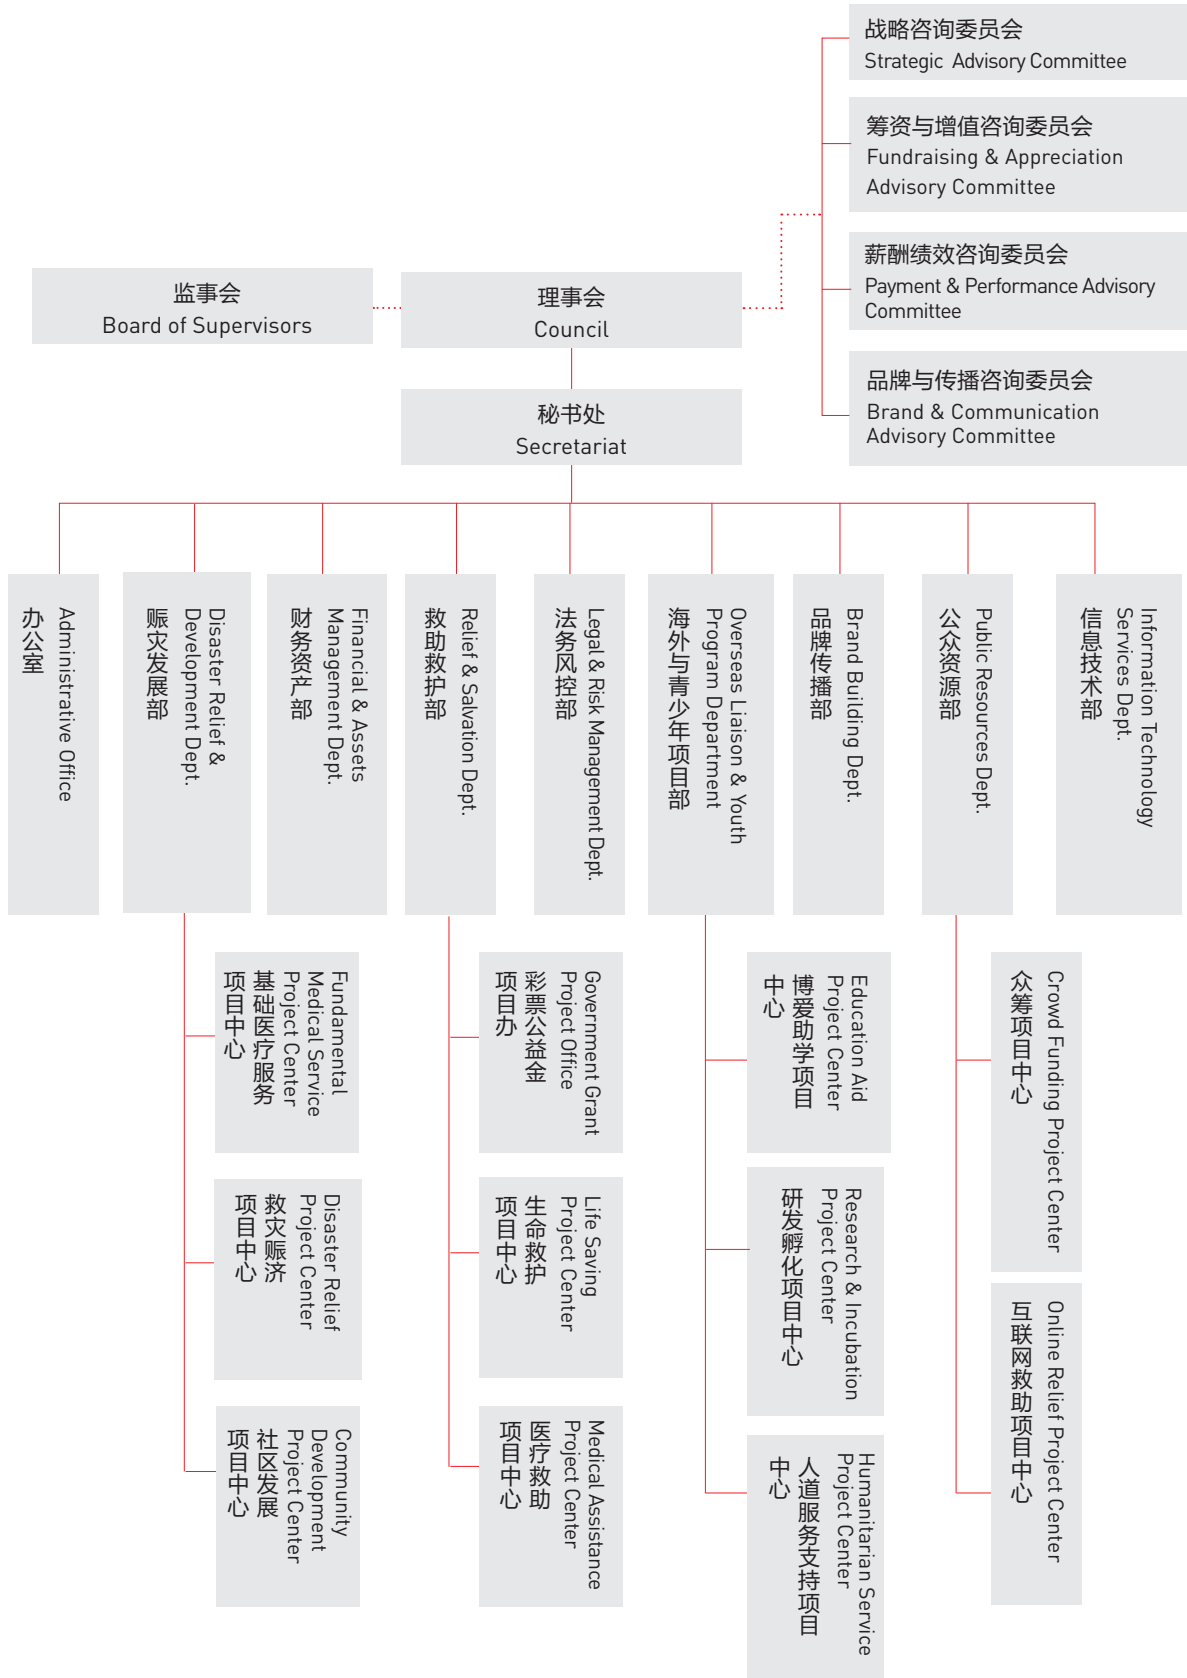 战略咨询委员会
Strategic Advisory Committee
筹资与增值咨询委员会
Fundraising & Appreciation
Advisory Committee
薪酬绩效咨询委员会
Payment & Performance Advisory
Committee
品牌与传播咨询委员会
Brand & Communication
Advisory Committee
监事会
Board of Supervisors
理事会
Council
秘书处
Secretariat
办公室
Administrative Office
赈灾发展部
Disaster Relief &
Development Dept.
财务资产部
Financial & Assets
Management Dept.
救助救护部
Relief & Salvation Dept.
法务风控部
Legal & Risk Management Dept.
海外与青少年项目部
Overseas Liaison & Youth
Program Department
品牌传播部
Brand Building Dept.
公众资源部
Public Resources Dept.
信息技术部
Information Technology
Services Dept.
基础医疗服务
项目中心
Fundamental
Medical Service
Project Center
救灾赈济
项目中心
Disaster Relief
Project Center
社区发展
项目中心
Community
Development
Project Center
彩票公益金
项目办
Government Grant
Project Office
生命救护
项目中心
Life Saving
Project Center
医疗救助
项目中心
Medical Assistance
Project Center
博爱助学项目
中心
Education Aid
Project Center
研发孵化项目中心
Research & Incubation
Project Center
人道服务支持项目
中心
Humanitarian Service
Project Center
众筹项目中心
Crowd Funding Project Center
互联网救助项目中心
Online Relief Project Center